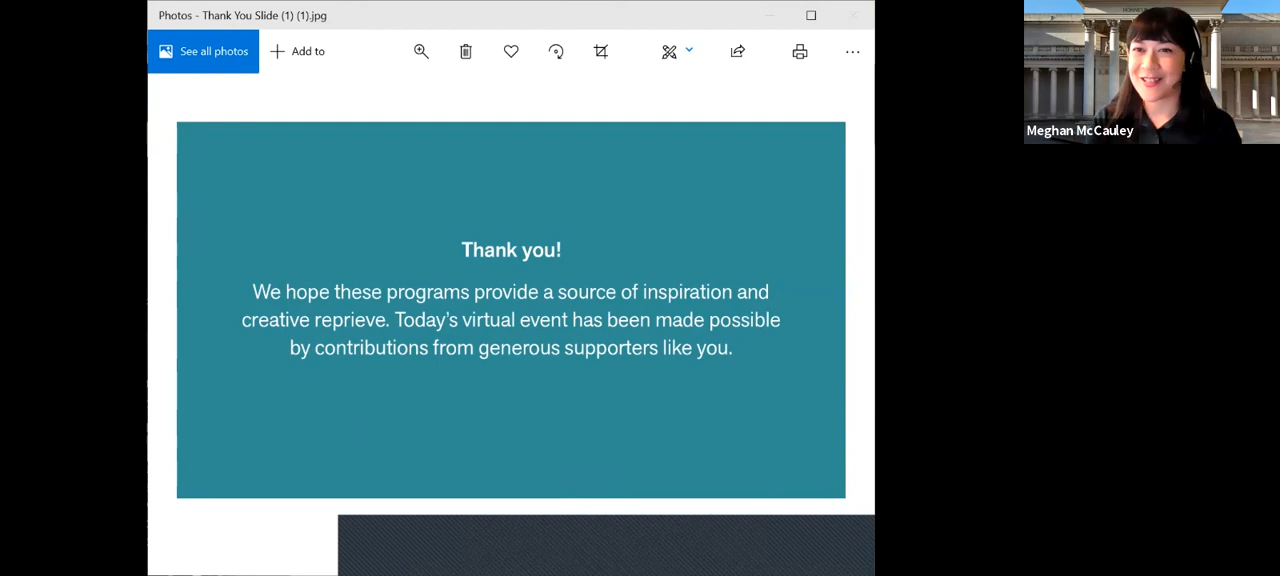 Photos - Thank You Slide (1) (1).jpg
See all photos
Add to
Meghan McCauley
Thank you!
We hope these programs provide a source of inspiration and
creative reprieve. Today's virtual event has been made possible
by contributions from generous supporters like you.